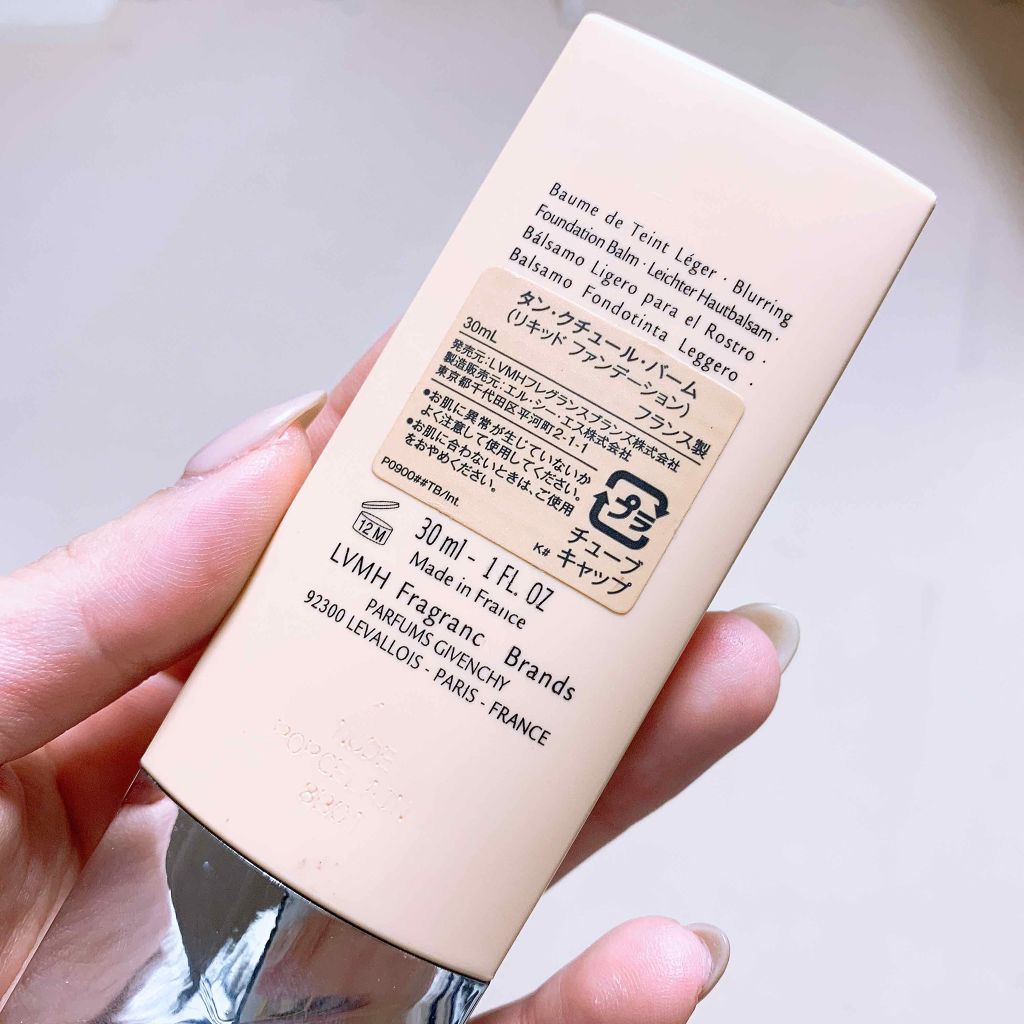 Baume de Teint Léger · Blurring
Foundation Balm · Leichter Hautbalsam ·
Bálsamo Ligero para el Rostro ·
Balsamo Fondotinta Leggero ·
タン・クチュール・バーム
(リキッド ファンデーション)
30mL フランス製
発売元:LVMHフレグランスブランズ株式会社
製造販売元:エル・シー・エス株式会社
東京都千代田区平河町2-1-1
●お肌に異常が生じていないか
よく注意して使用してください。
●お肌に合わないときは、ご使用
をおやめください。
P0900##TB/Int.
プラ
チューブ
K# キャップ
12 M
30 ml - 1 FL. OZ
Made in France
LVMH Fragranc Brands
PARFUMS GIVENCHY
92300 LEVALLOIS - PARIS - FRANCE
NUDE
PORCELAIN